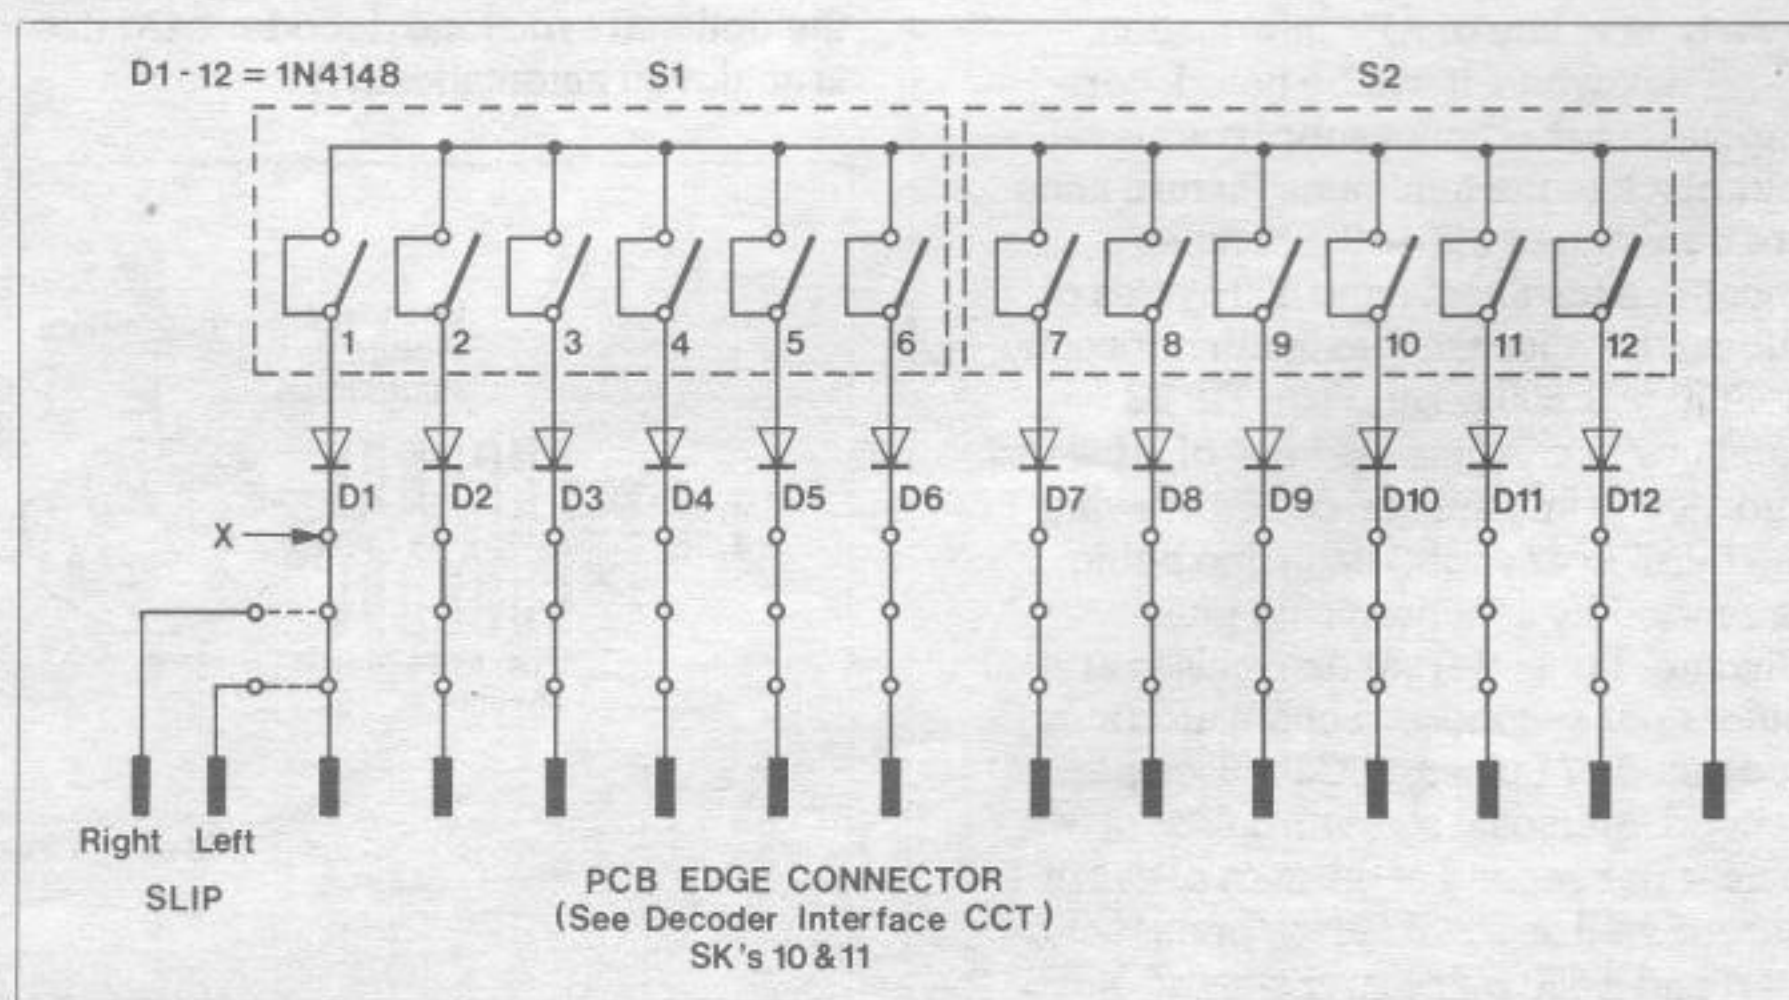 D1 - 12 = 1N4148
S1
S2
1 2 3 4 5 6 7 8 9 10 11 12
D1 D2 D3 D4 D5 D6 D7 D8 D9 D10 D11 D12
X
Right Left
SLIP
PCB EDGE CONNECTOR
(See Decoder Interface CCT)
SK's 10 & 11